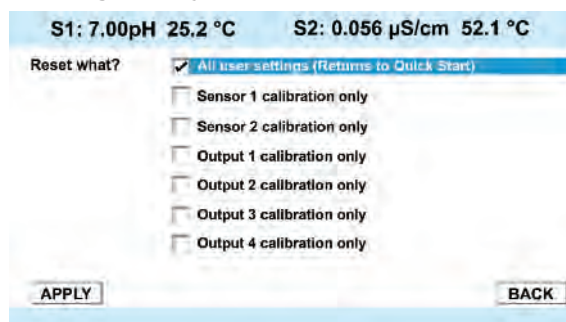 S1: 7.00pH 25.2 °C S2: 0.056 µS/cm 52.1 °C
Reset what? All user settings (Returns to Quick Start)
Sensor 1 calibration only
Sensor 2 calibration only
Output 1 calibration only
Output 2 calibration only
Output 3 calibration only
Output 4 calibration only
APPLY BACK